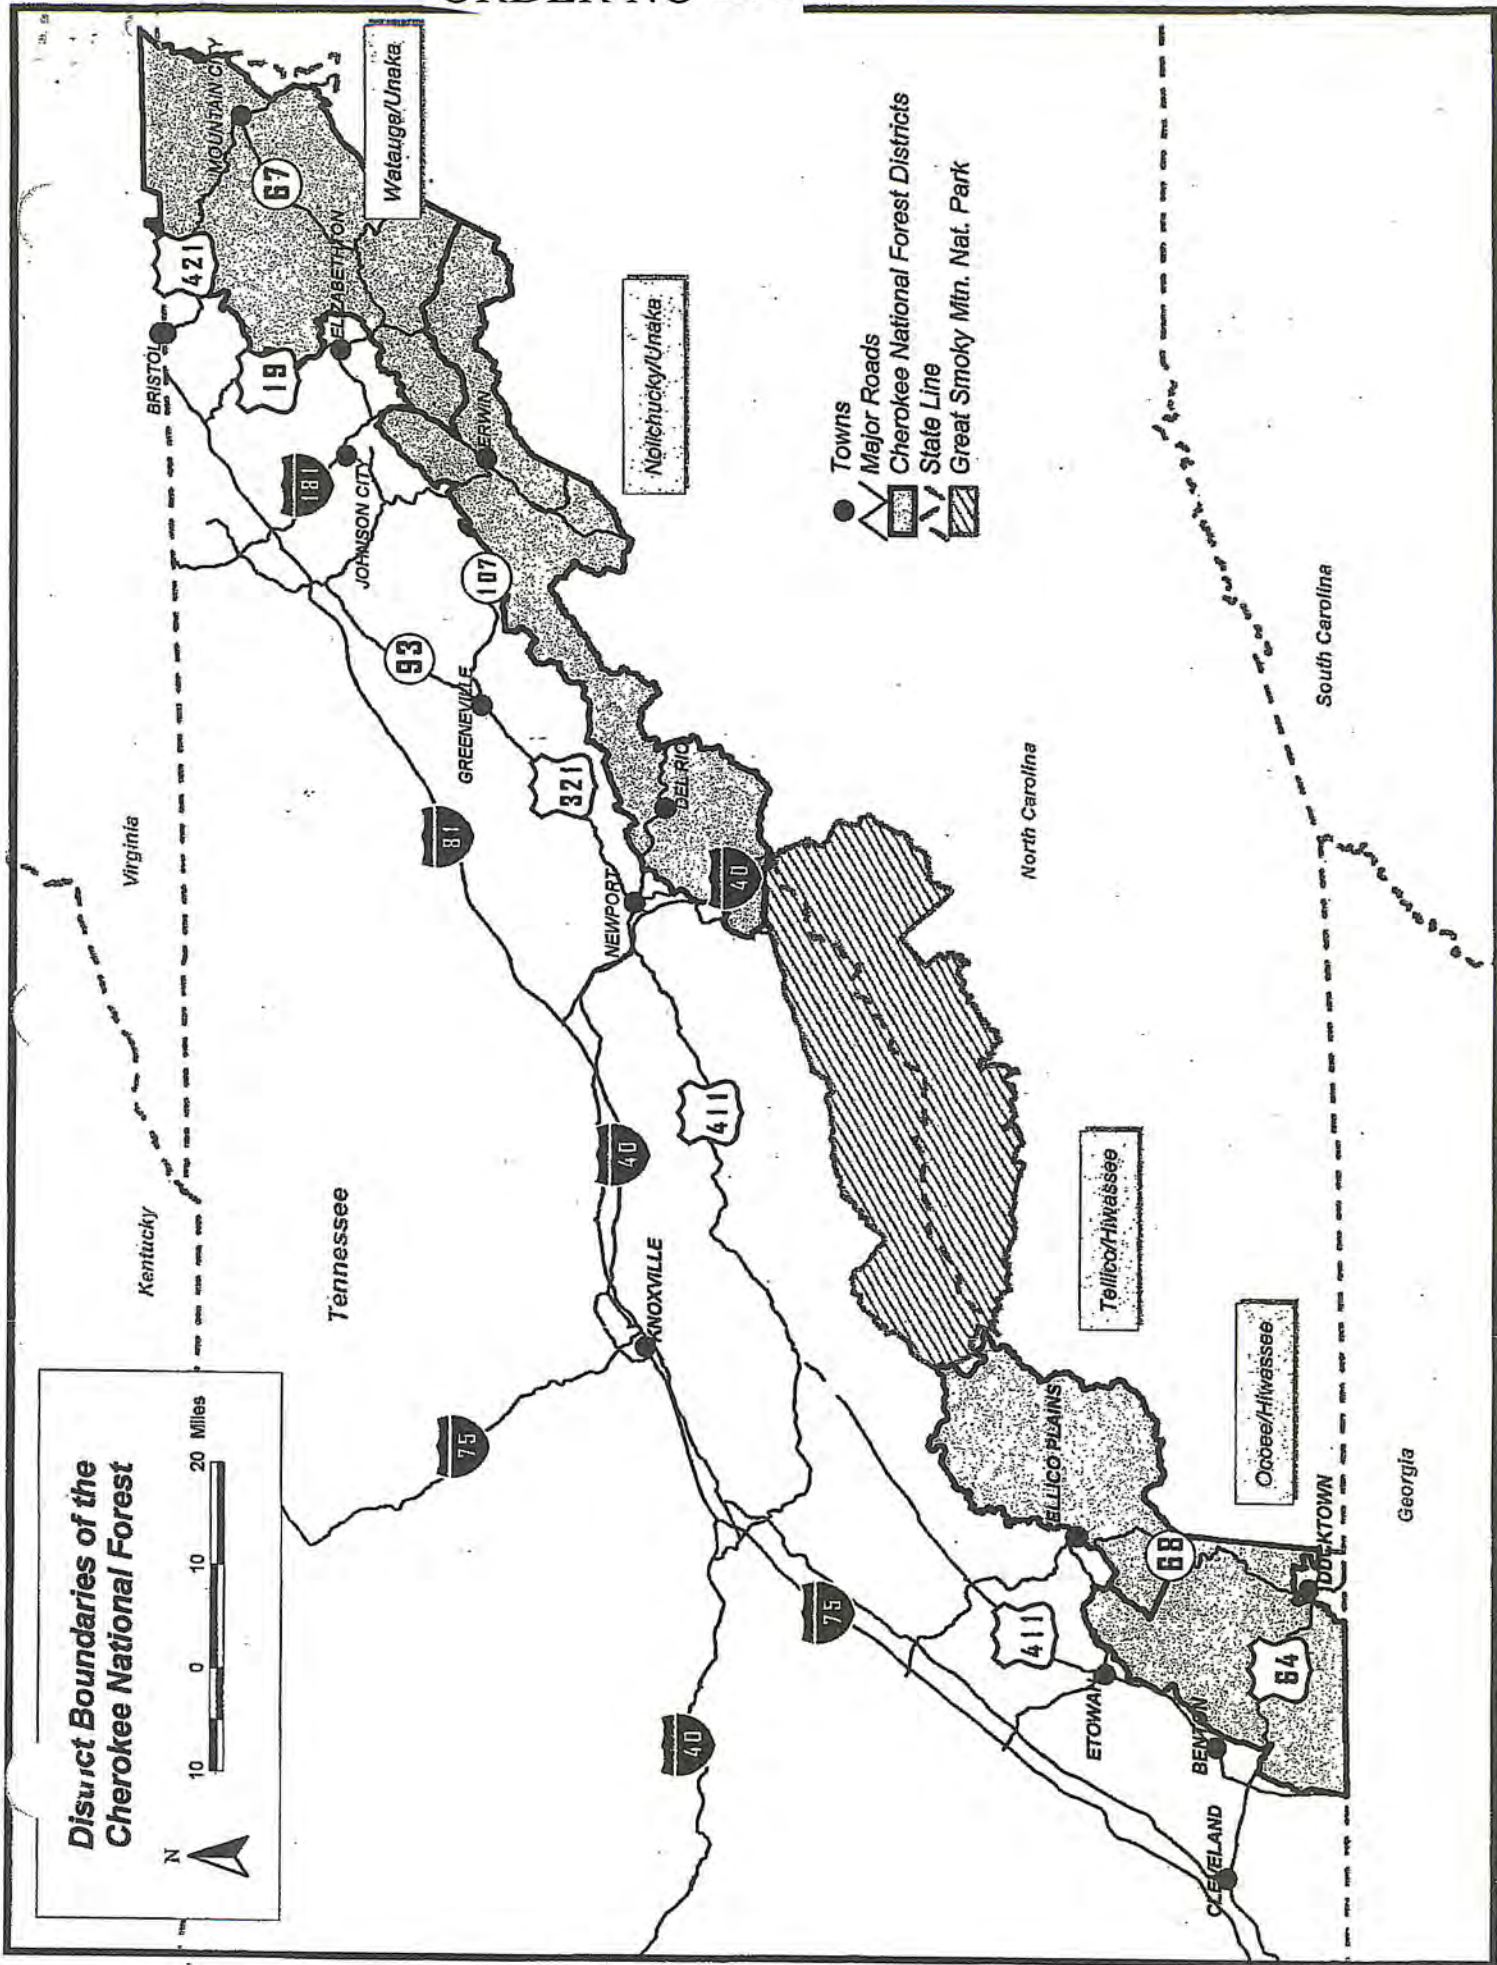 ORDER NO
District Boundaries of the
Cherokee National Forest
N
10 0 10 20 Miles
Kentucky
Virginia
Tennessee
North Carolina
South Carolina
Georgia
BRISTOL
421
MOUNTAIN CITY
67
19
ELIZABETHTON
Watauga/Unaka
181
JOHNSON CITY
ERWIN
Nolichucky/Unaka
107
93
GREENEVILLE
81
321
DEL RIO
NEWPORT
40
411
40
KNOXVILLE
75
Tellico/Hiwassee
TELLICO PLAINS
Ocoee/Hiwassee
68
DUCKTOWN
75
411
40
ETOWAH
64
BENTON
CLEVELAND
Towns
Major Roads
Cherokee National Forest Districts
State Line
Great Smoky Mtn. Nat. Park